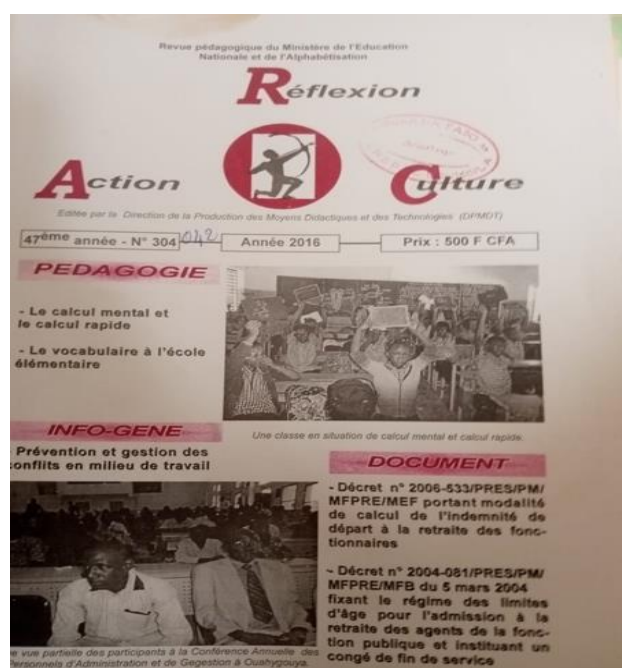 Revue pédagogique du Ministère de l'Education
Nationale et de l'Alphabétisation
Réflexion
Action
Culture
Editée par la Direction de la Production des Moyens Didactiques et des Technologies (DPMDT)
47ème année - N° 304
042
Année 2016
Prix : 500 F CFA
PEDAGOGIE
- Le calcul mental et
le calcul rapide
- Le vocabulaire à l'école
élémentaire
Une classe en situation de calcul mental et calcul rapide.
INFO-GENE
Prévention et gestion des
conflits en milieu de travail
e vue partielle des participants à la Conférence Annuelle des
Personnels d'Administration et de Gegestion à Ouahigouya.
DOCUMENT
- Décret n° 2006-533/PRES/PM/
MFPRE/MEF portant modalité
de calcul de l'indemnité de
départ à la retraite des fonc-
tionnaires
- Décret n° 2004-081/PRES/PM/
MFPRE/MFB du 5 mars 2004
fixant le régime des limites
d'âge pour l'admission à la
retraite des agents de la fonc-
tion publique et instituant un
congé de fin de service